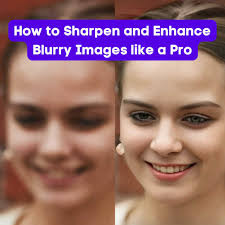 How to Sharpen and Enhance
Blurry Images like a Pro